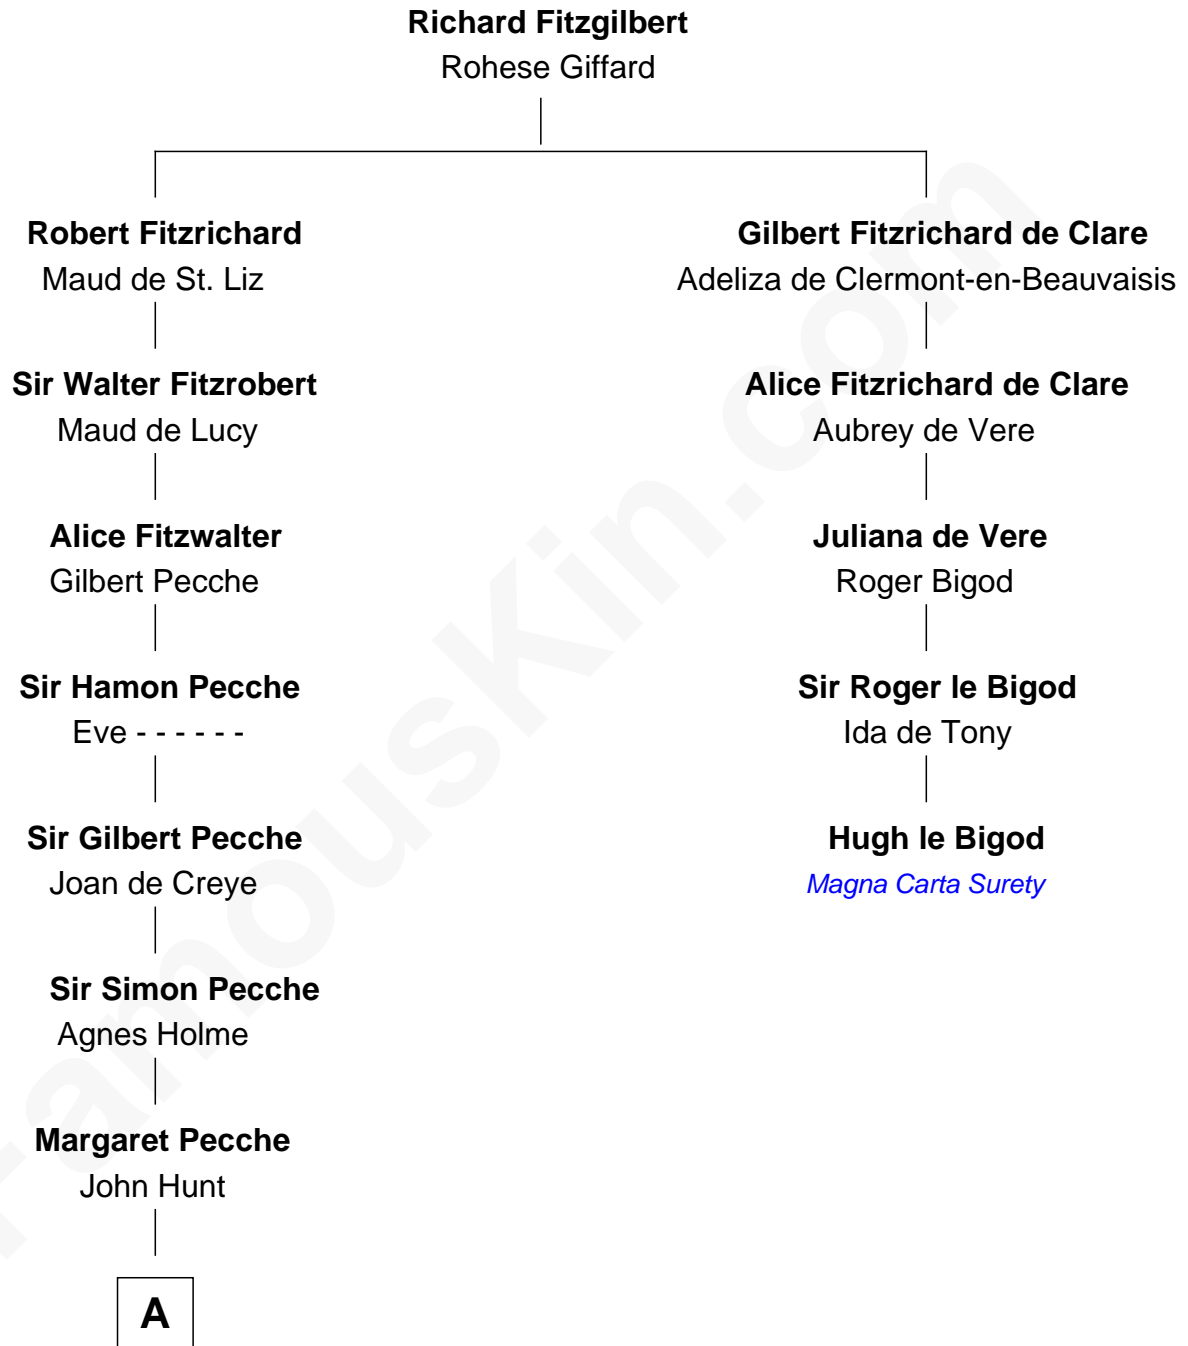 Richard Fitzgilbert
Rohese Giffard
Robert Fitzrichard
Maud de St. Liz
Sir Walter Fitzrobert
Maud de Lucy
Alice Fitzwalter
Gilbert Pecche
Sir Hamon Pecche
Eve - - - - - -
Sir Gilbert Pecche
Joan de Creye
Sir Simon Pecche
Agnes Holme
Margaret Pecche
John Hunt
A
Gilbert Fitzrichard de Clare
Adeliza de Clermont-en-Beauvaisis
Alice Fitzrichard de Clare
Aubrey de Vere
Juliana de Vere
Roger Bigod
Sir Roger le Bigod
Ida de Tony
Hugh le Bigod
Magna Carta Surety
FamousKin.com